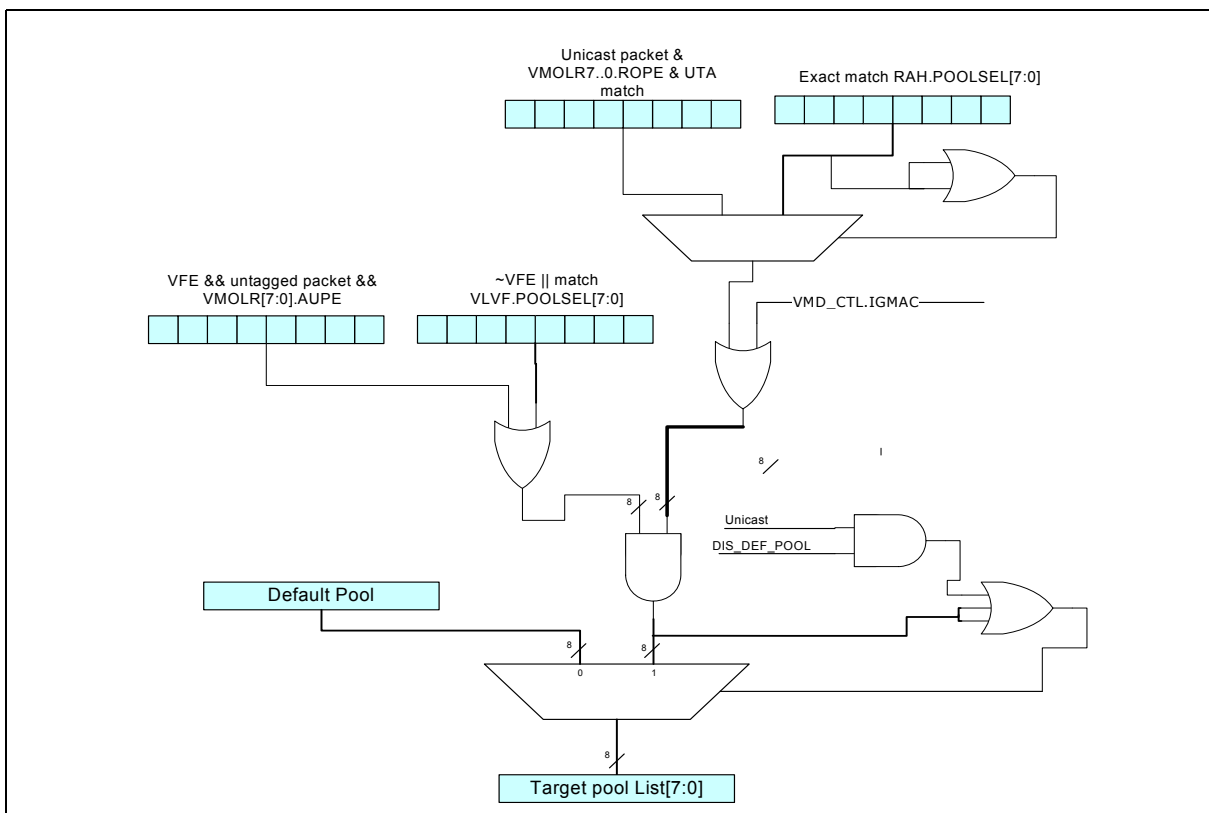 Unicast packet &
VMOLR7..0.ROPE & UTA
match
Exact match RAH.POOLSEL[7:0]
VFE && untagged packet &&
VMOLR[7:0].AUPE
~VFE || match
VLVF.POOLSEL[7:0]
VMD_CTL.IGMAC
8
I
8
8
Unicast
DIS_DEF_POOL
Default Pool
8
8
0
1
8
Target pool List[7:0]